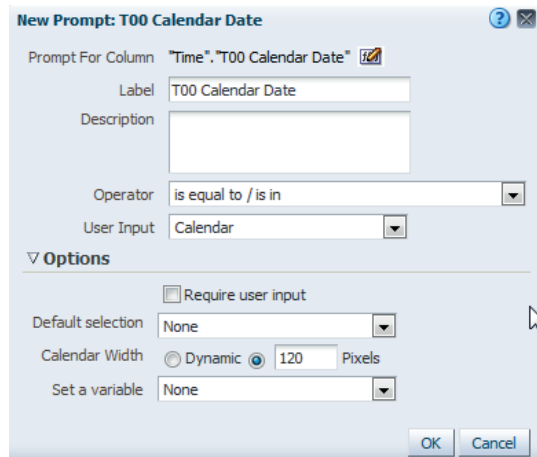 New Prompt: T00 Calendar Date
Prompt For Column "Time"."T00 Calendar Date"
Label T00 Calendar Date
Description
Operator is equal to / is in
User Input Calendar
Options
Require user input
Default selection None
Calendar Width Dynamic 120 Pixels
Set a variable None
OK Cancel